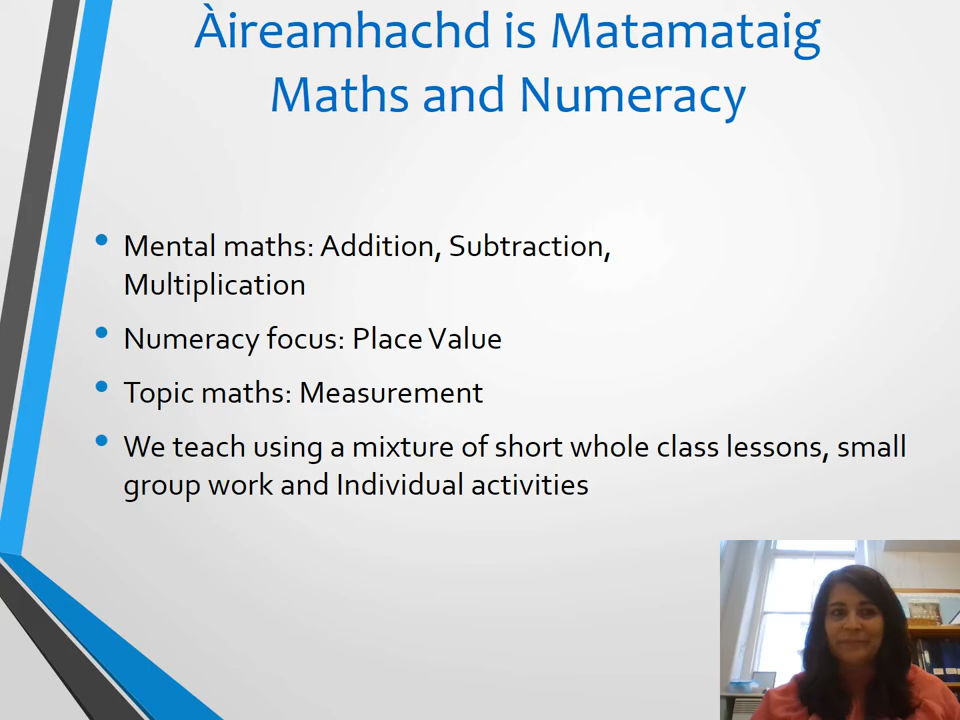 Àireamhachd is Matamataig
Maths and Numeracy
Mental maths: Addition, Subtraction,
Multiplication
Numeracy focus: Place Value
Topic maths: Measurement
We teach using a mixture of short whole class lessons, small
group work and Individual activities